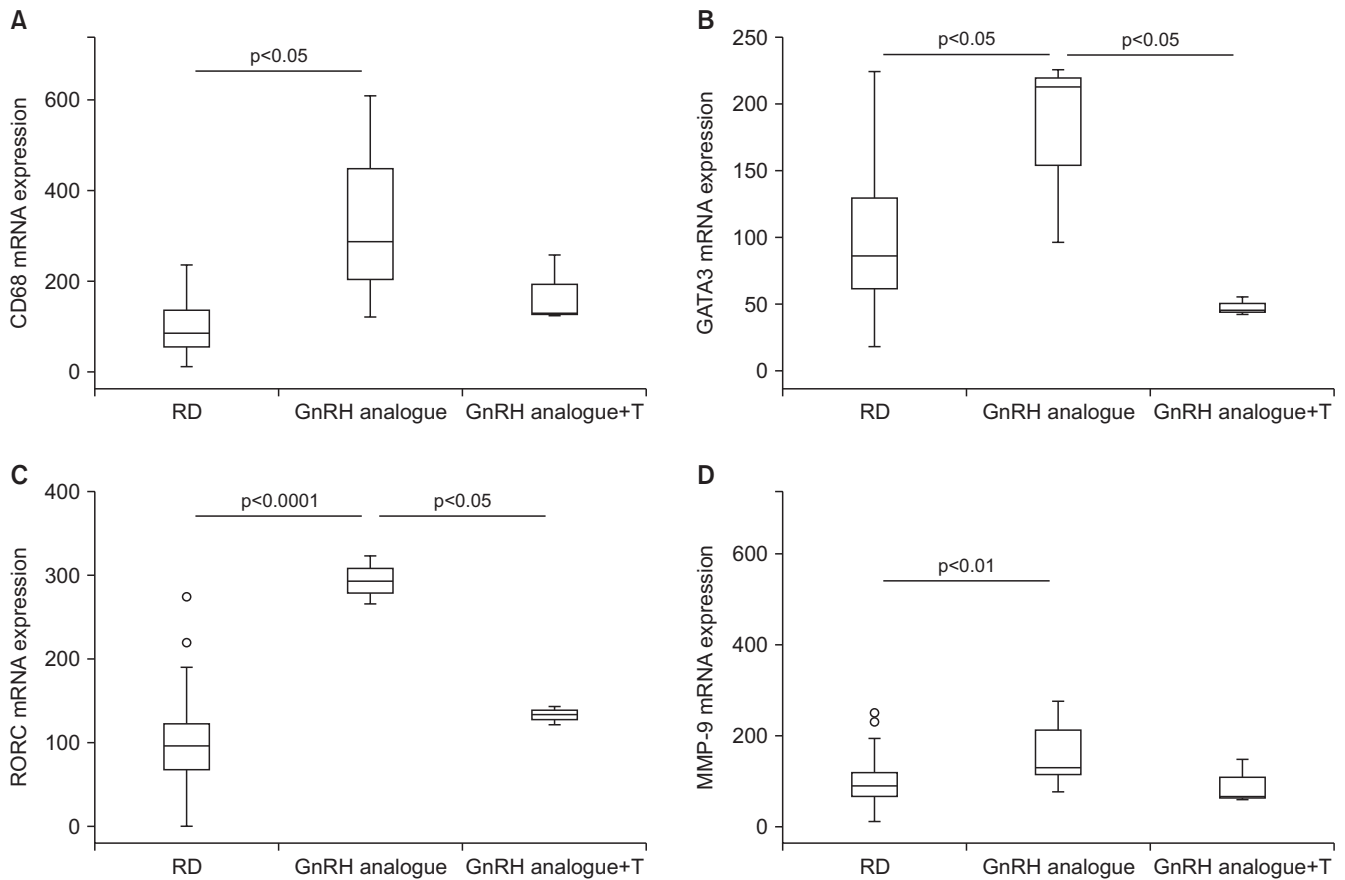 A
CD68 mRNA expression
600
400
200
0
p<0.05
RD
GnRH analogue
GnRH analogue+T
B
GATA3 mRNA expression
250
200
150
100
50
0
p<0.05
p<0.05
RD
GnRH analogue
GnRH analogue+T
C
RORC mRNA expression
400
300
200
100
0
p<0.0001
p<0.05
RD
GnRH analogue
GnRH analogue+T
D
MMP-9 mRNA expression
600
400
200
0
p<0.01
RD
GnRH analogue
GnRH analogue+T